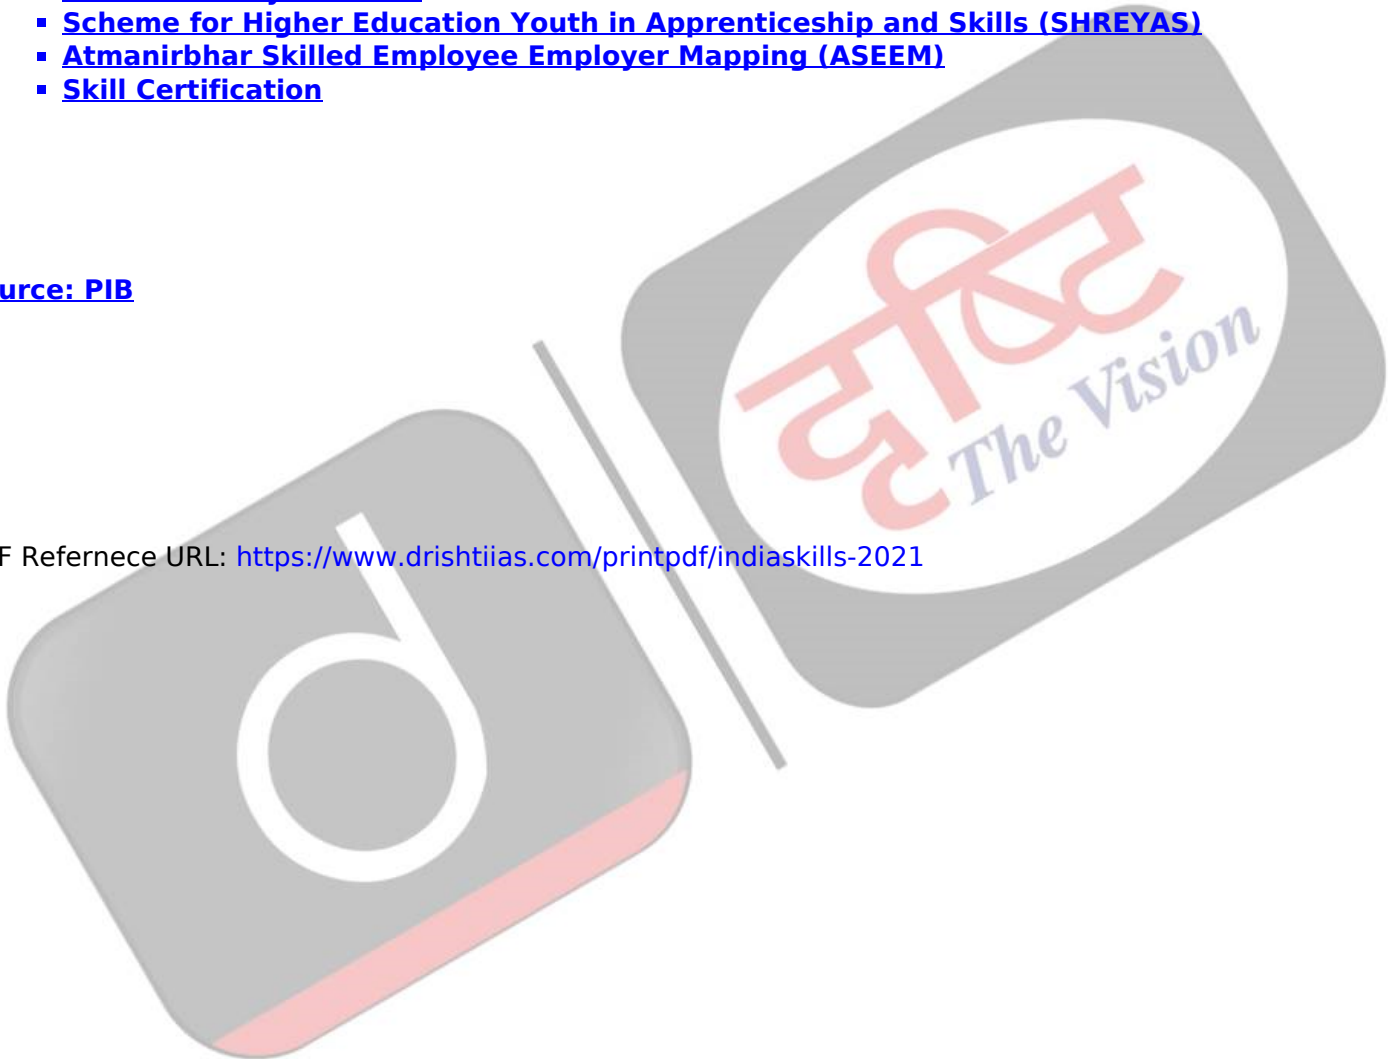 Scheme for Higher Education Youth in Apprenticeship and Skills (SHREYAS)
Atmanirbhar Skilled Employee Employer Mapping (ASEEM)
Skill Certification
urce: PIB
F Refernece URL: https://www.drishtiias.com/printpdf/indiaskills-2021
दृष्टि
The Vision